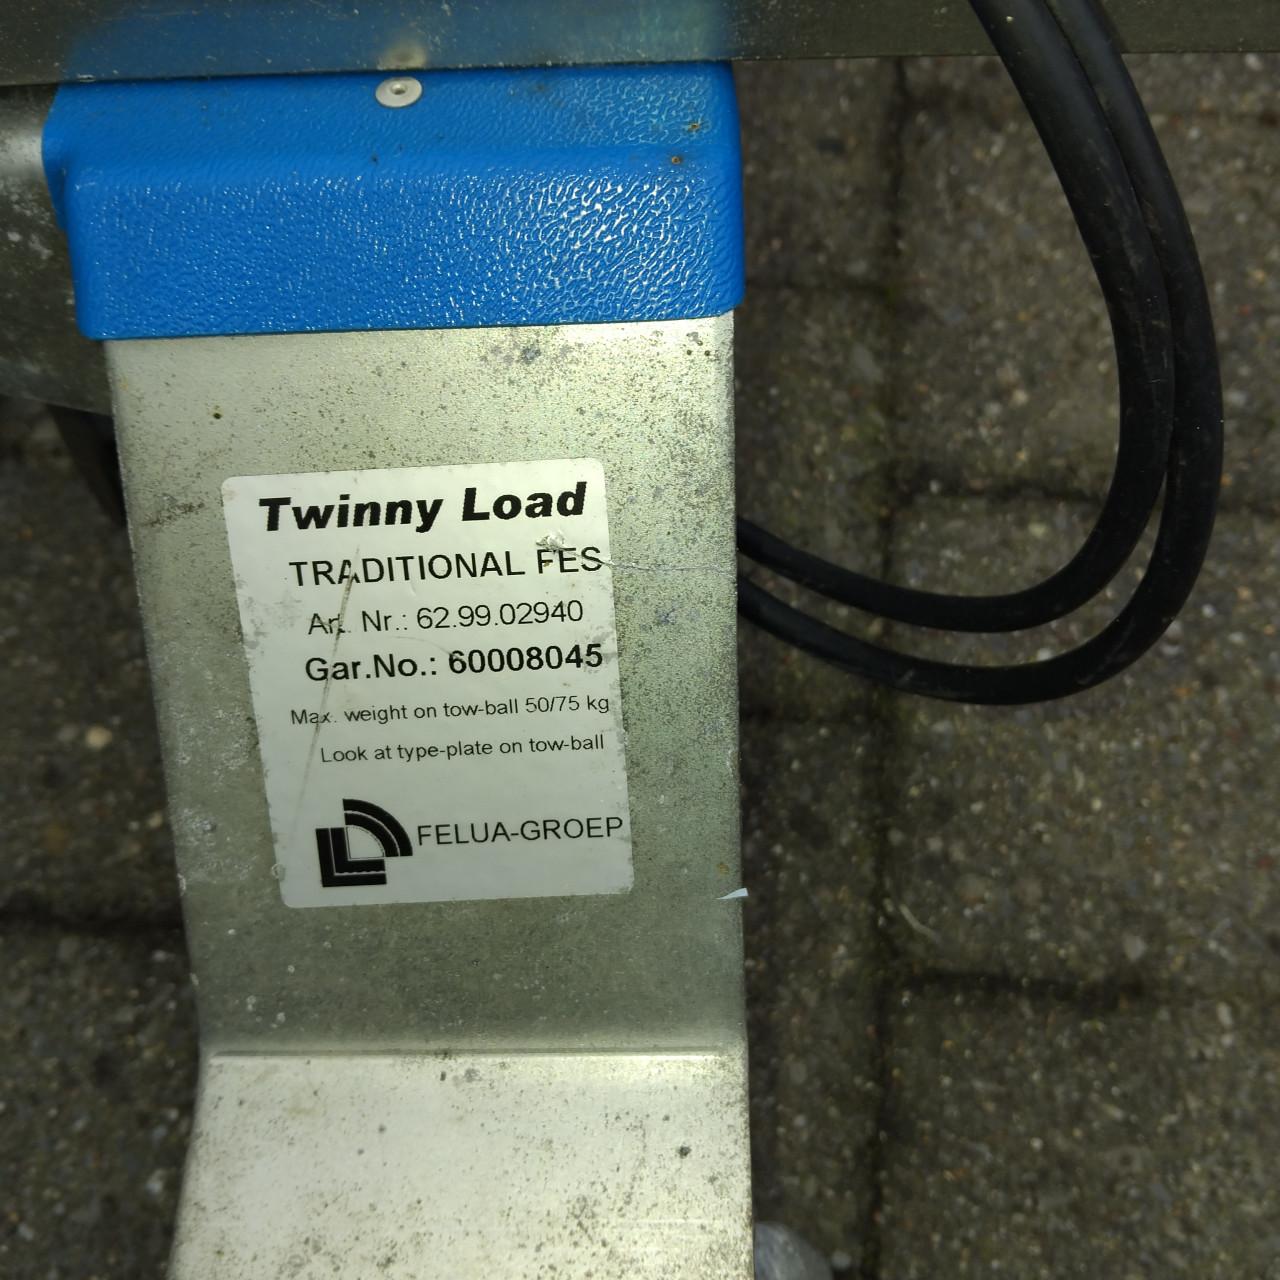 Twinny Load
TRADITIONAL FES
Art. Nr.: 62.99.02940
Gar.No.: 60008045
Max. weight on tow-ball 50/75 kg
Look at type-plate on tow-ball
FELUA-GROEP